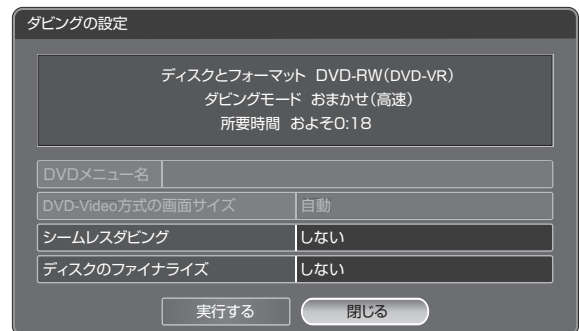 ダビングの設定
ディスクとフォーマット DVD-RW(DVD-VR)
ダビングモード おまかせ(高速)
所要時間 およそ0:18
DVDメニュー名
DVD-Video方式の画面サイズ 自動
シームレスダビング しない
ディスクのファイナライズ しない
実行する 閉じる